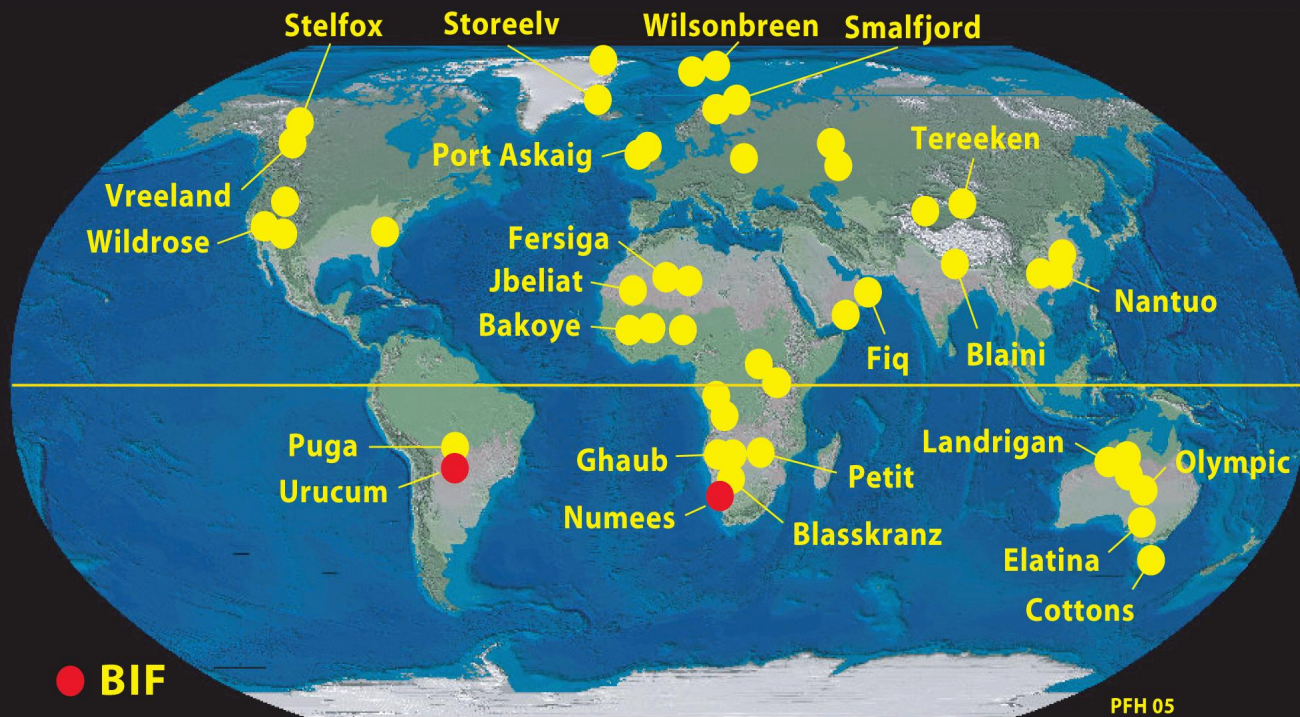 Stelfox
Storeelv
Wilsonbreen
Smalfjord
Port Askaig
Tereeken
Vreeland
Wildrose
Fersiga
Jbeliat
Bakoye
Nantuo
Fiq
Blaini
Puga
Urucum
Ghaub
Numees
Petit
Blasskranz
Landrigan
Olympic
Elatina
Cottons
BIF
PFH 05